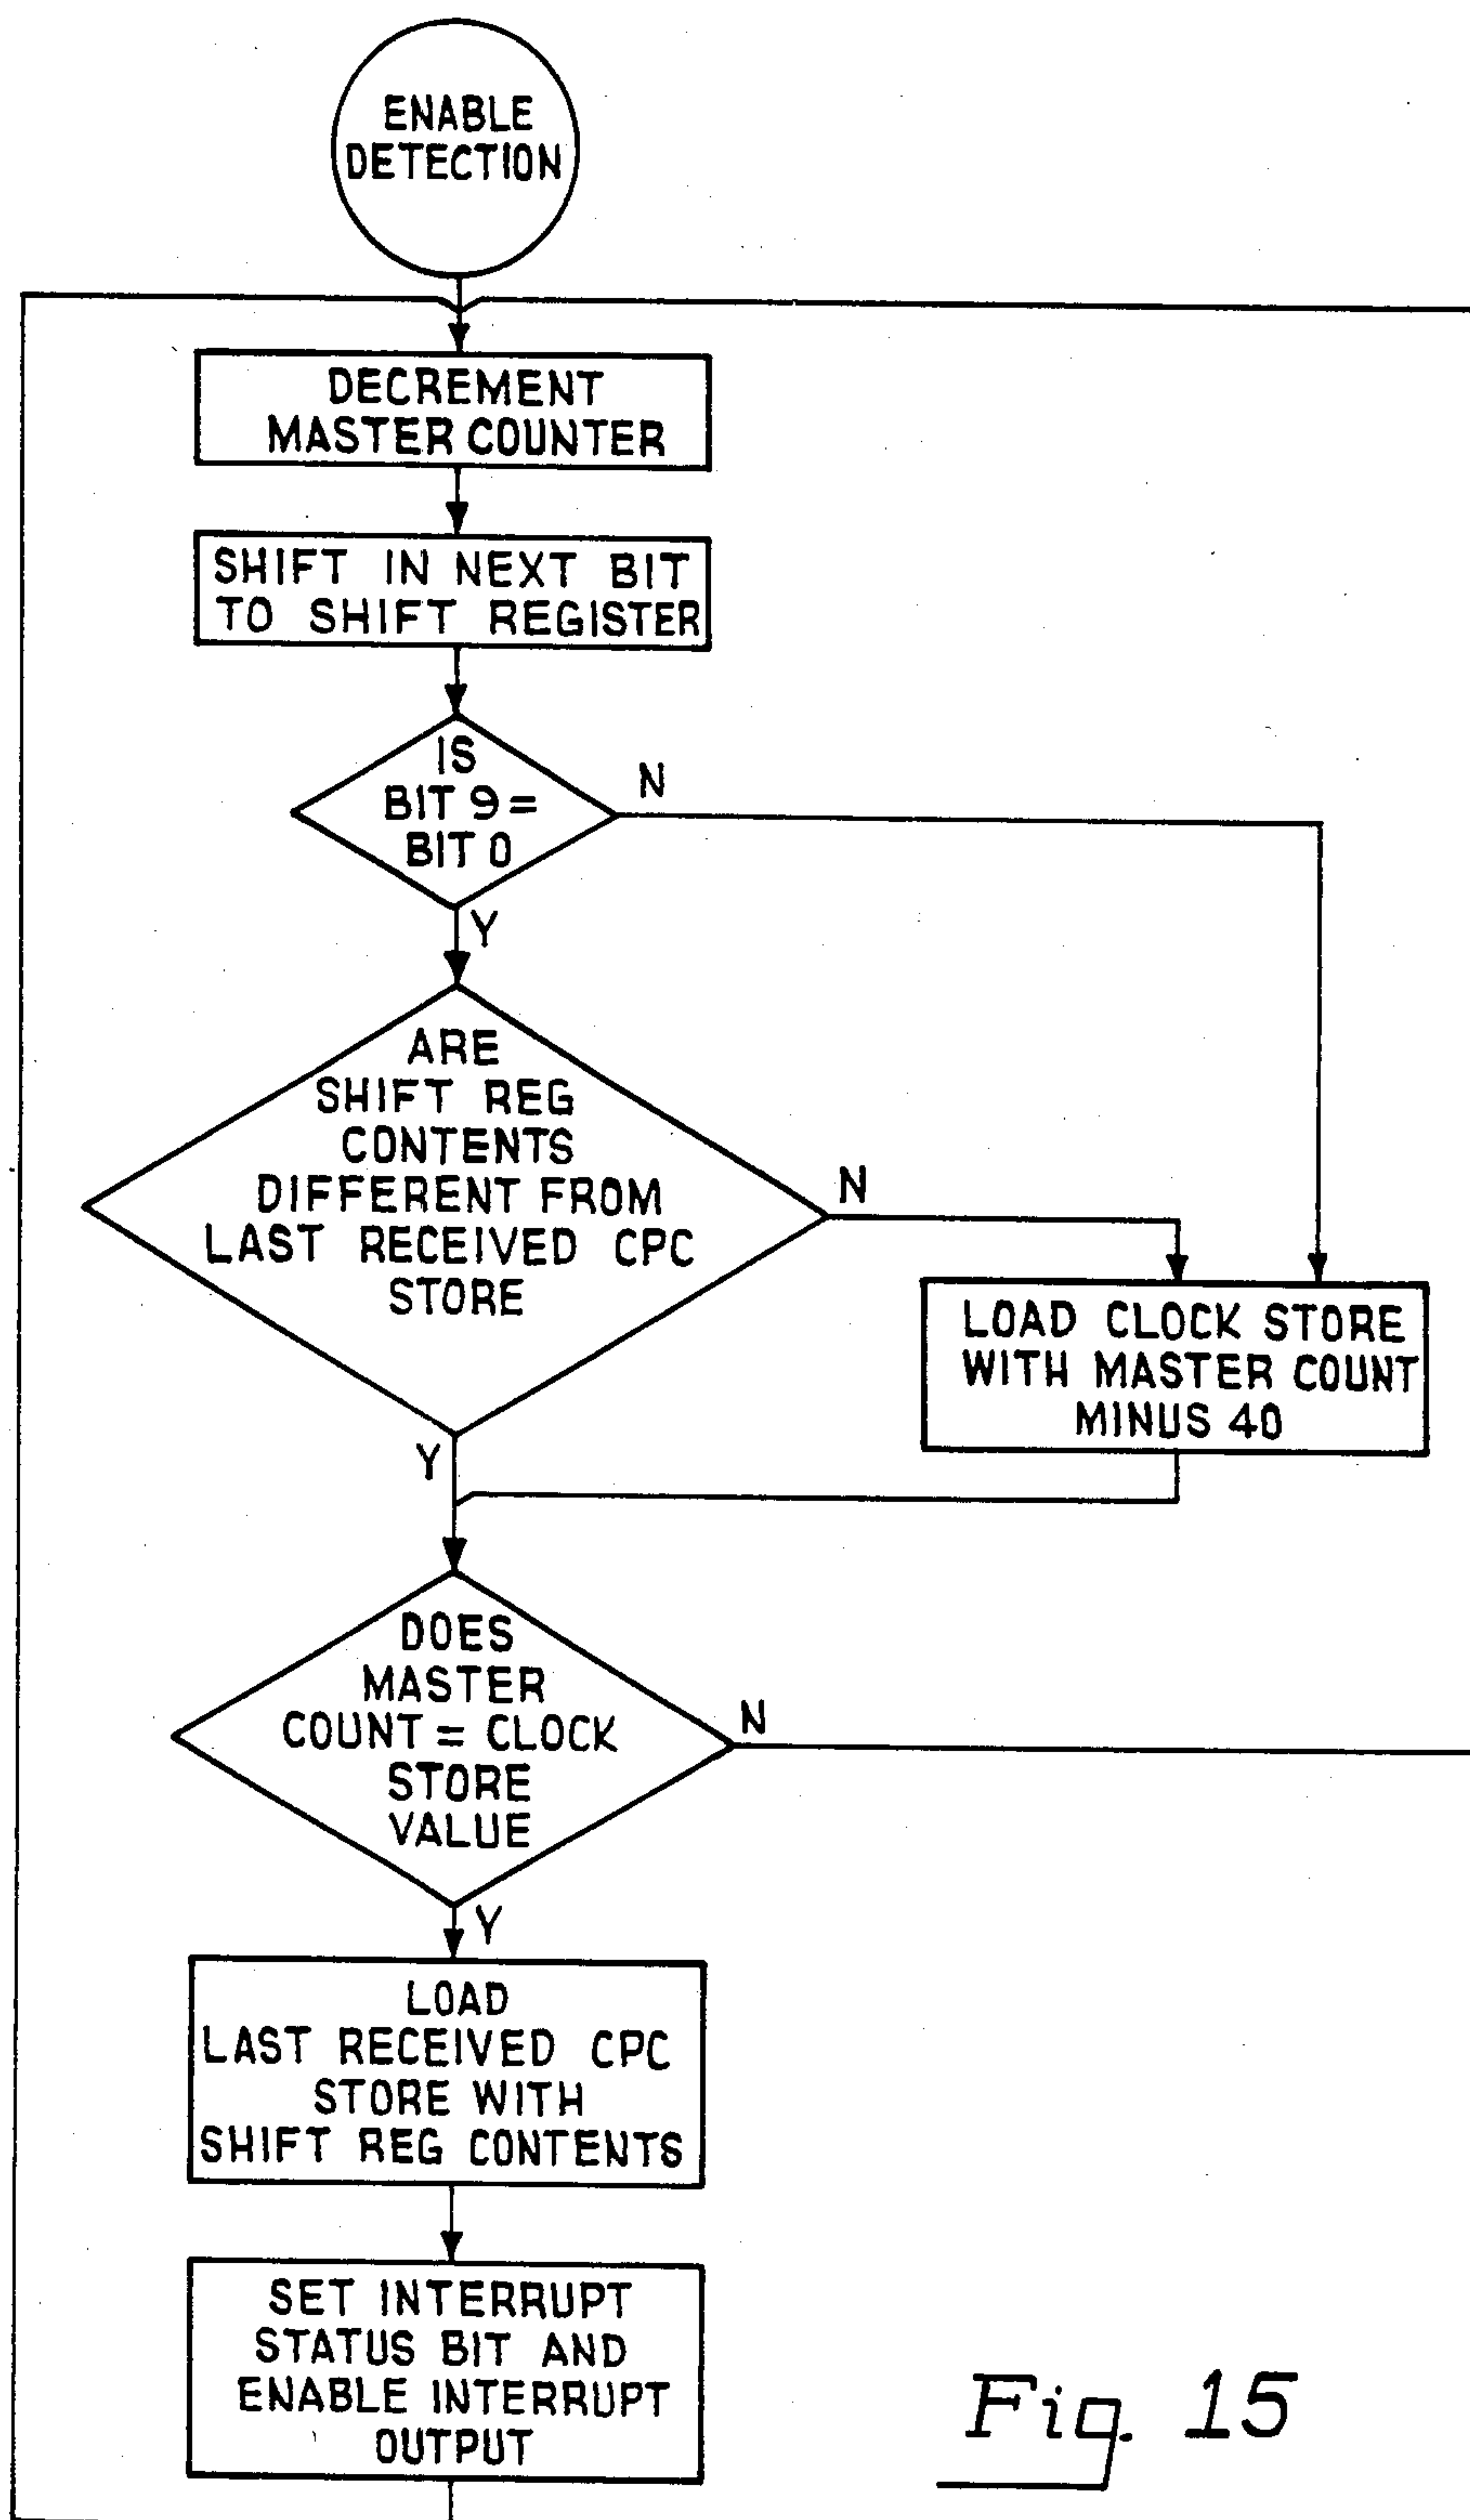 ENABLE
DETECTION
DECREMENT
MASTER COUNTER
SHIFT IN NEXT BIT
TO SHIFT REGISTER
IS
BIT 9 =
BIT 0
N
Y
ARE
SHIFT REG
CONTENTS
DIFFERENT FROM
LAST RECEIVED CPC
STORE
N
LOAD CLOCK STORE
WITH MASTER COUNT
MINUS 40
Y
DOES
MASTER
COUNT = CLOCK
STORE
VALUE
N
Y
LOAD
LAST RECEIVED CPC
STORE WITH
SHIFT REG CONTENTS
SET INTERRUPT
STATUS BIT AND
ENABLE INTERRUPT
OUTPUT
Fig. 15